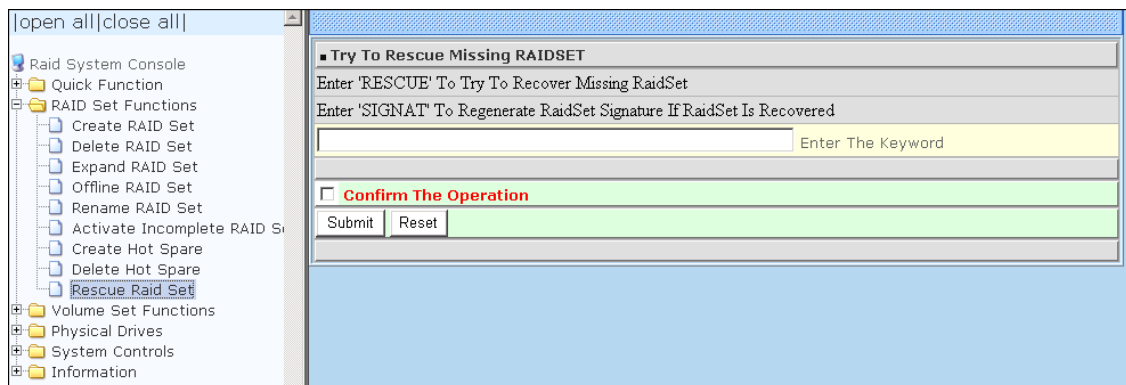 |open all|close all|
Raid System Console
Quick Function
RAID Set Functions
Create RAID Set
Delete RAID Set
Expand RAID Set
Offline RAID Set
Rename RAID Set
Activate Incomplete RAID
Create Hot Spare
Delete Hot Spare
Rescue Raid Set
Volume Set Functions
Physical Drives
System Controls
Information
Try To Rescue Missing RAIDSET
Enter 'RESCUE' To Try To Recover Missing RaidSet
Enter 'SIGNAT' To Regenerate RaidSet Signature If RaidSet Is Recovered
Enter The Keyword
Confirm The Operation
Submit Reset